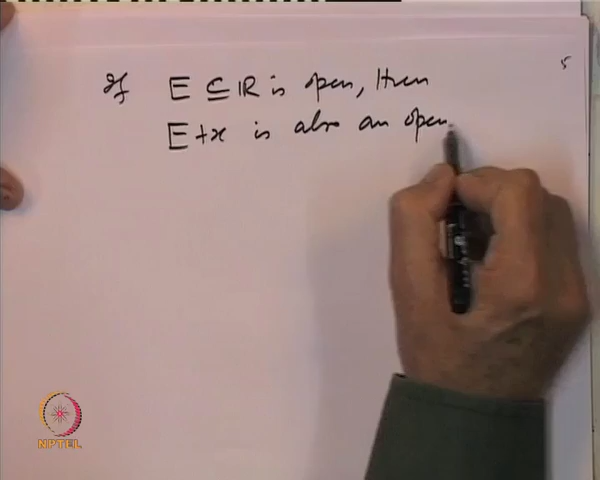 If E ⊆ ℝ is open, then
E+x is also an open
5
NPTEL